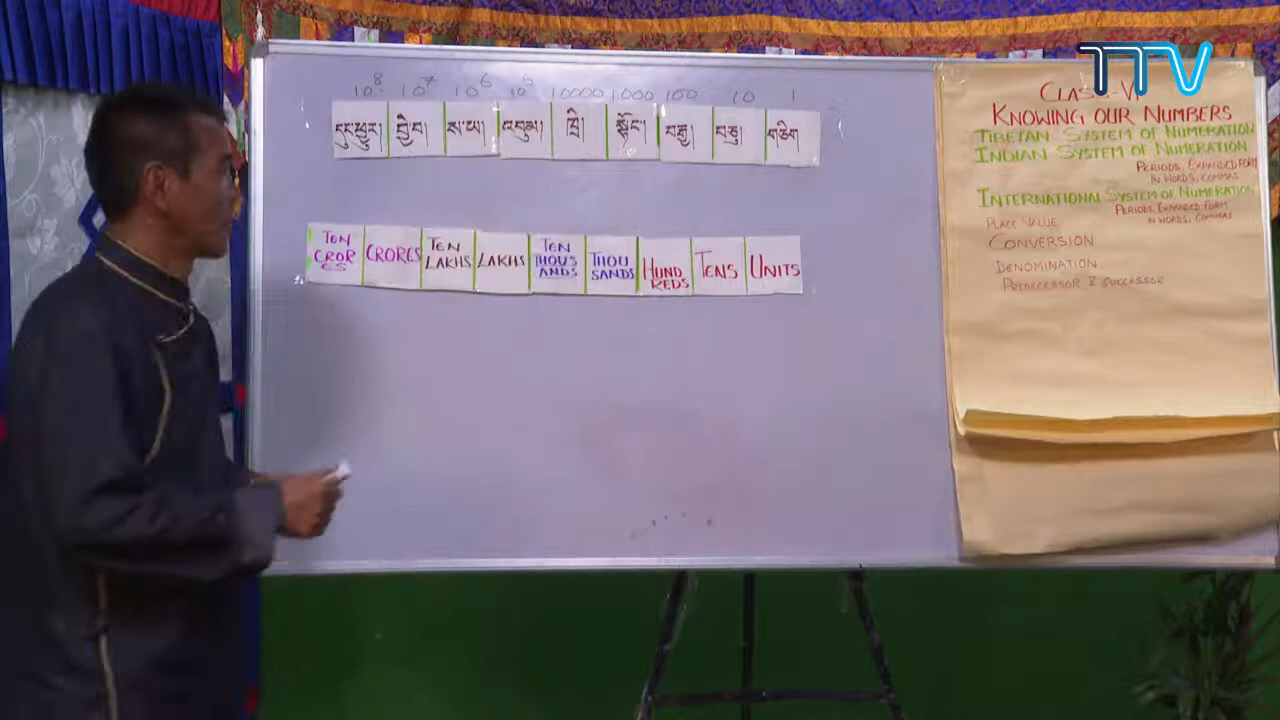 TTV
10⁸ 10⁷ 10⁶ 10⁵ 10000 1000 100 10 1
དུང་ཕྱུར། བྱེ་བ། ས་ཡ། འབུམ། ཁྲི། སྟོང་། བརྒྱ། བཅུ། གཅིག
TEN CRORES CRORES TEN LAKHS LAKHS TEN THOUSANDS THOUSANDS HUNDREDS TENS UNITS
CLASS-VI
KNOWING OUR NUMBERS
TIBETAN SYSTEM OF NUMERATION
INDIAN SYSTEM OF NUMERATION
PERIODS, EXPANDED FORM
IN WORDS, COMMAS
INTERNATIONAL SYSTEM OF NUMERATION
PERIODS, EXPANDED FORM
IN WORDS, COMMAS
PLACE VALUE
CONVERSION
DENOMINATION
PREDECESSOR & SUCCESSOR